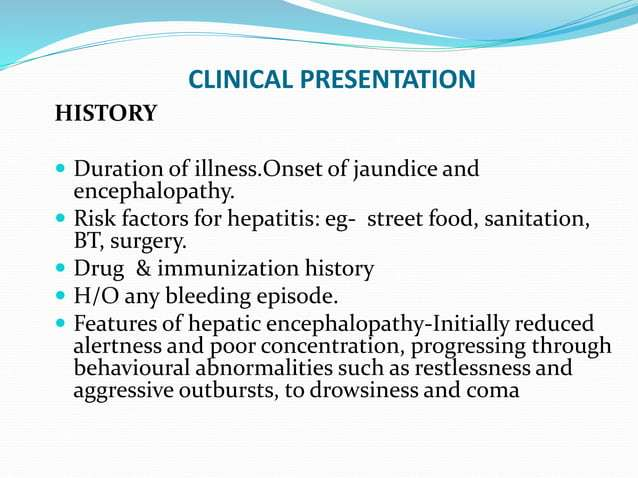 CLINICAL PRESENTATION
HISTORY
Duration of illness.Onset of jaundice and
encephalopathy.
Risk factors for hepatitis: eg- street food, sanitation,
BT, surgery.
Drug & immunization history
H/O any bleeding episode.
Features of hepatic encephalopathy-Initially reduced
alertness and poor concentration, progressing through
behavioural abnormalities such as restlessness and
aggressive outbursts, to drowsiness and coma